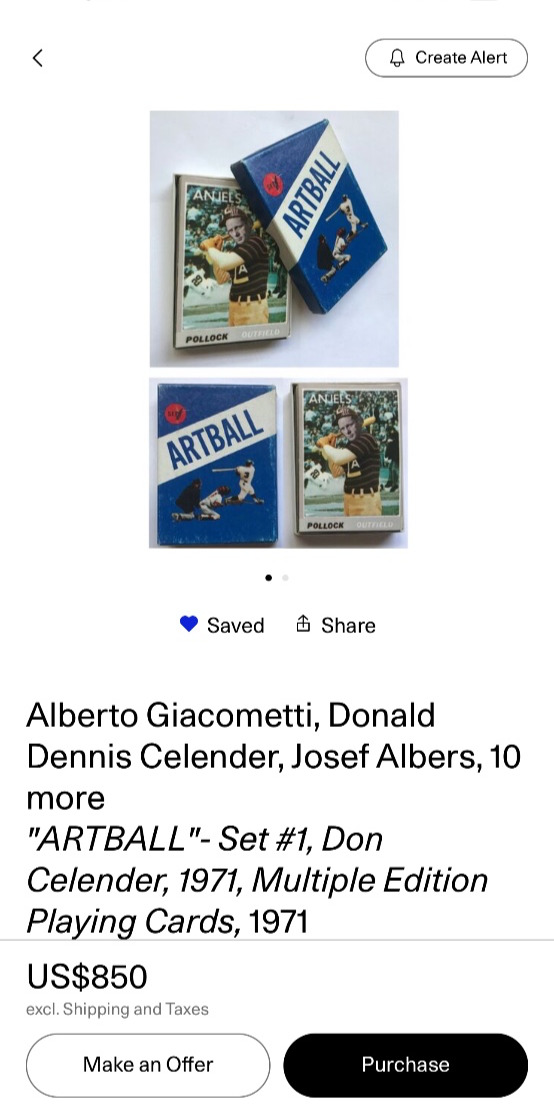 Create Alert
ANJELS
ARTBALL
POLLOCK OUTFIELD
ARTBALL
ANJELS
POLLOCK OUTFIELD
Saved
Share
Alberto Giacometti, Donald
Dennis Celender, Josef Albers, 10
more
"ARTBALL"- Set #1, Don
Celender, 1971, Multiple Edition
Playing Cards, 1971
US$850
excl. Shipping and Taxes
Make an Offer
Purchase